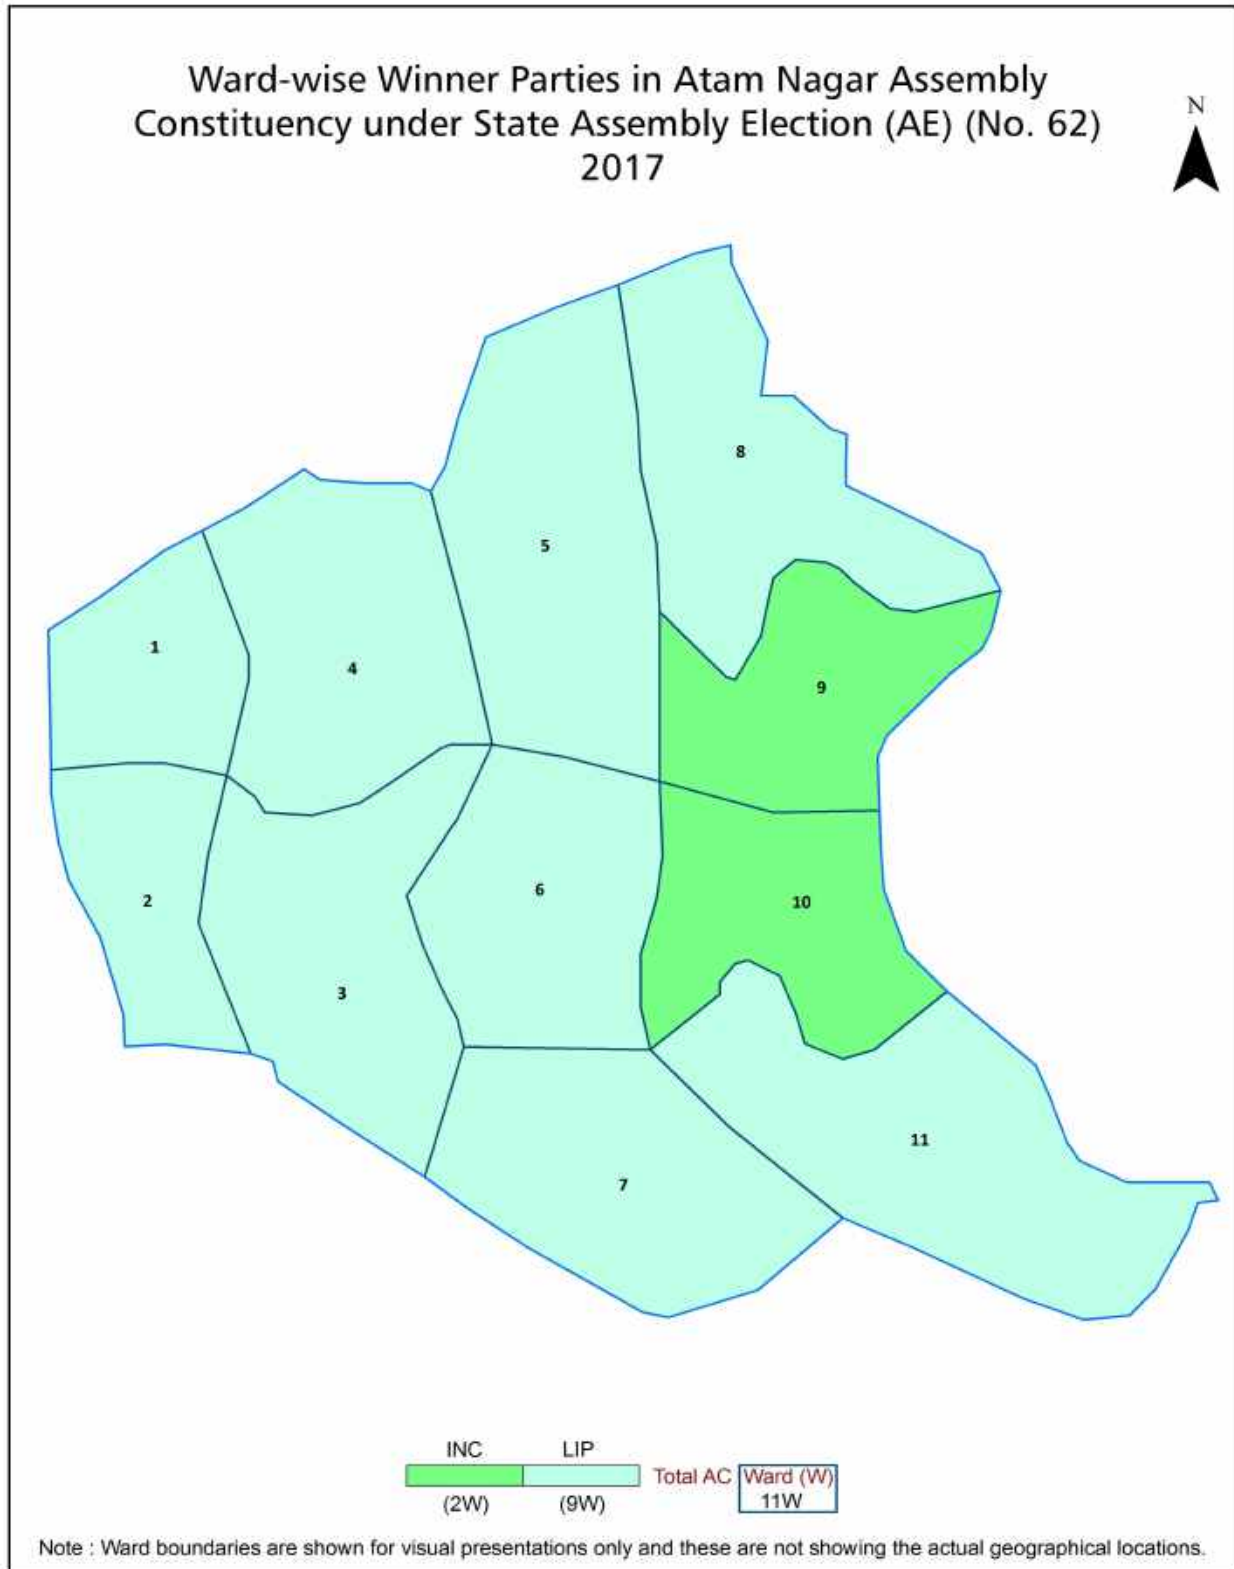 Ward-wise Winner Parties in Atam Nagar Assembly
Constituency under State Assembly Election (AE) (No. 62)
2017
N
8
5
1
4
9
2
6
10
3
11
7
INC LIP
Total AC Ward (W)
(2W) (9W) 11W
Note : Ward boundaries are shown for visual presentations only and these are not showing the actual geographical locations.